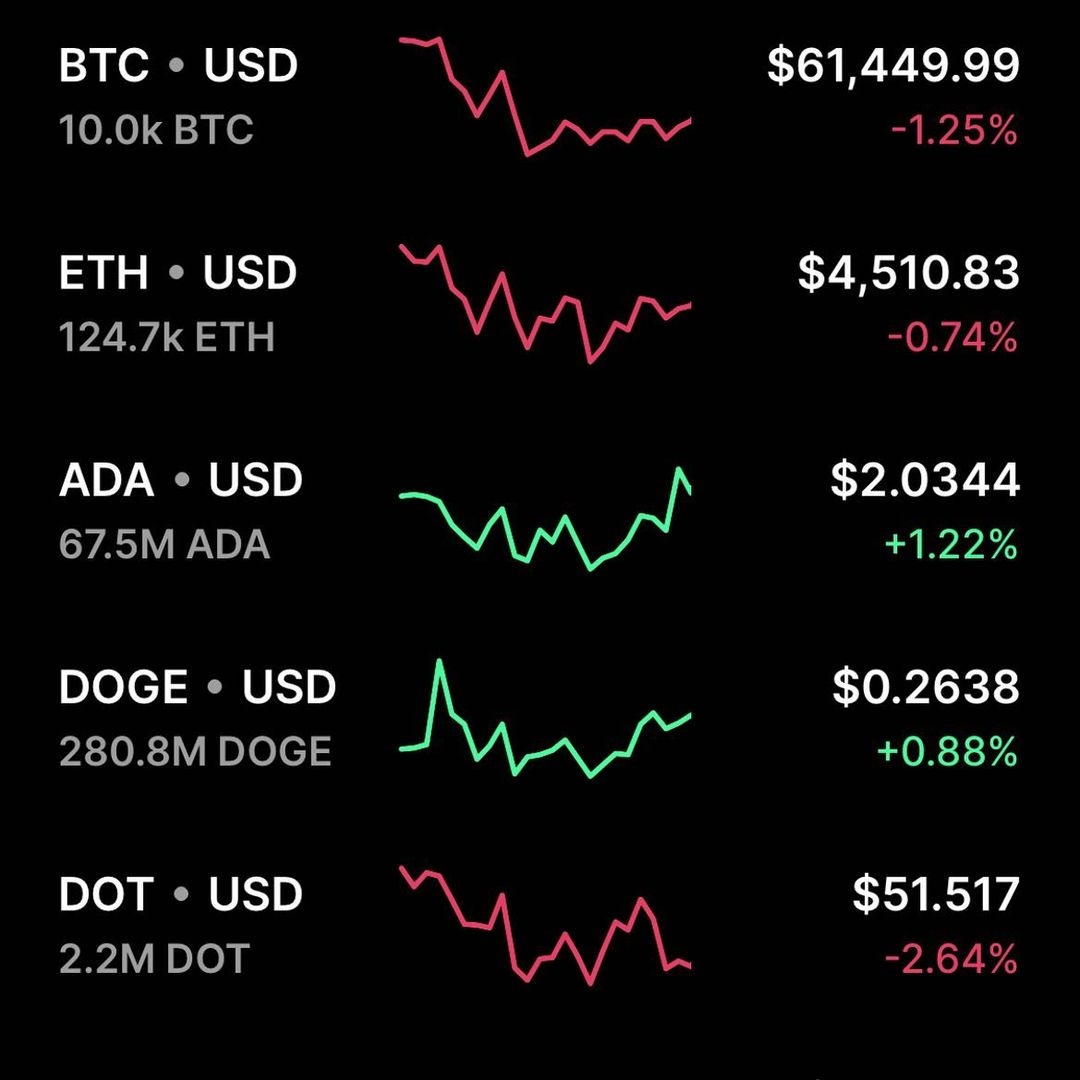 BTC • USD $61,449.99
10.0k BTC -1.25%
ETH • USD $4,510.83
124.7k ETH -0.74%
ADA • USD $2.0344
67.5M ADA +1.22%
DOGE • USD $0.2638
280.8M DOGE +0.88%
DOT • USD $51.517
2.2M DOT -2.64%